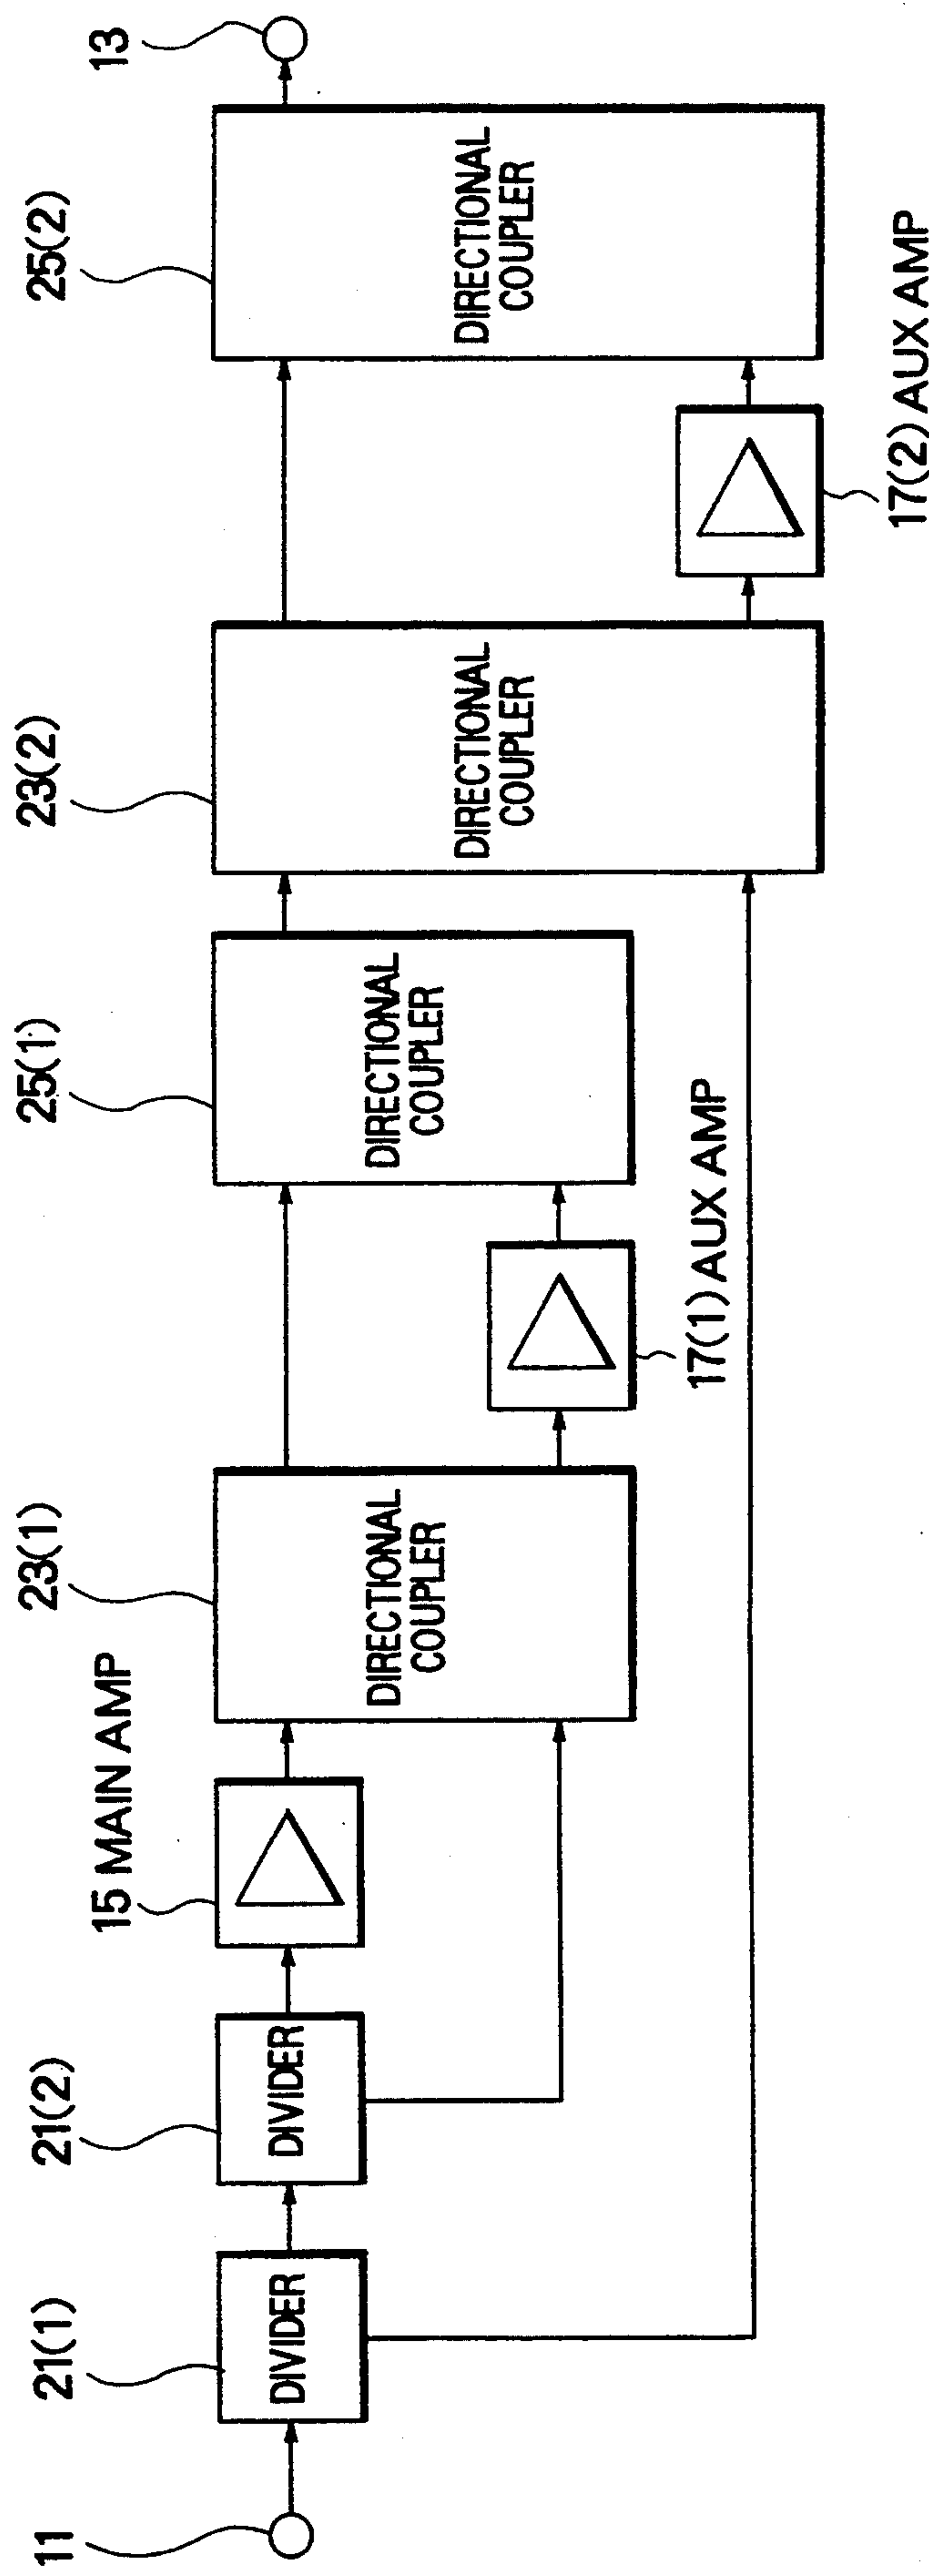 11
21(1)
DIVIDER
21(2)
DIVIDER
15 MAIN AMP
23(1)
DIRECTIONAL
COUPLER
17(1) AUX AMP
25(1)
DIRECTIONAL
COUPLER
23(2)
DIRECTIONAL
COUPLER
17(2) AUX AMP
25(2)
DIRECTIONAL
COUPLER
13